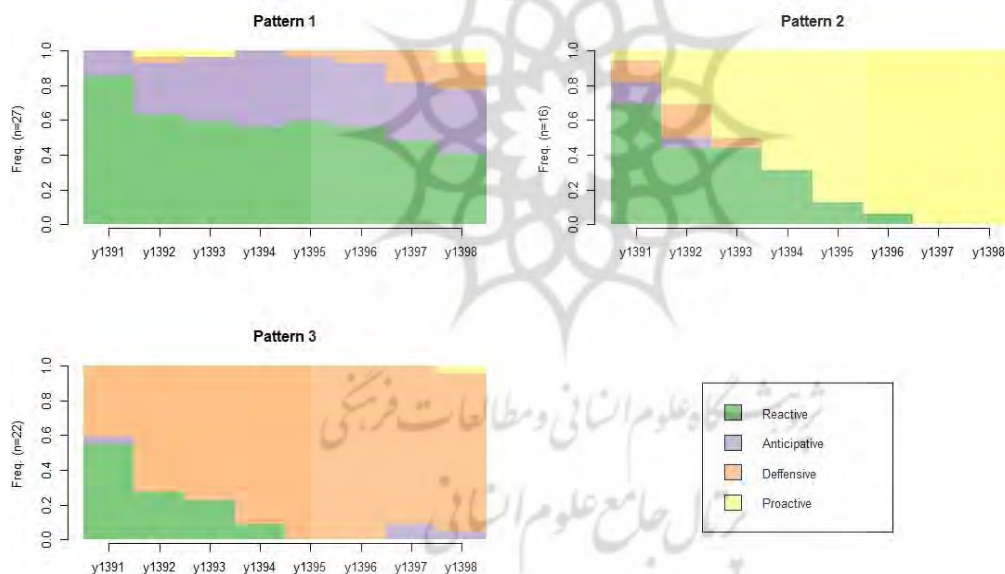 Pattern 1
Freq. (n=27)
0.0 0.2 0.4 0.6 0.8 1.0
y1391 y1392 y1393 y1394 y1395 y1396 y1397 y1398
Pattern 2
Freq. (n=16)
0.0 0.2 0.4 0.6 0.8 1.0
y1391 y1392 y1393 y1394 y1395 y1396 y1397 y1398
Pattern 3
Freq. (n=22)
0.0 0.2 0.4 0.6 0.8 1.0
y1391 y1392 y1393 y1394 y1395 y1396 y1397 y1398
Reactive
Anticipative
Deffensive
Proactive
پژوهشگاه علوم انسانی و مطالعات فرهنگی
پرتال جامع علوم انسانی